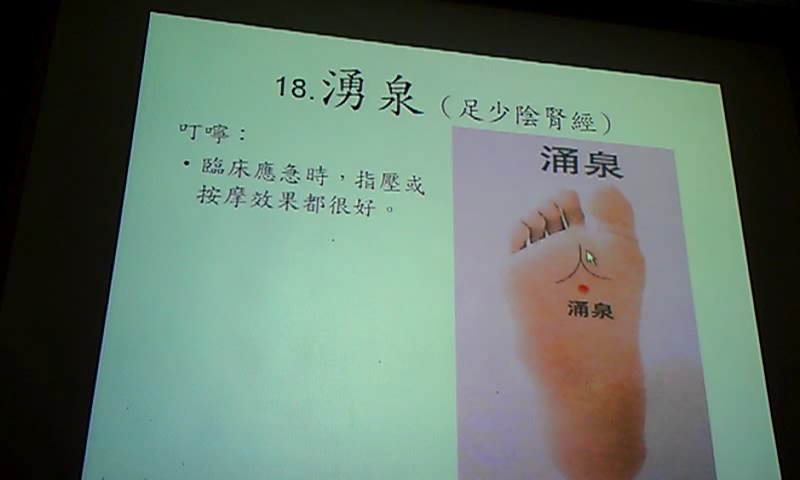 18.湧泉（足少陰腎經）
叮嚀：
•臨床應急時，指壓或
按摩效果都很好。
涌泉
涌泉